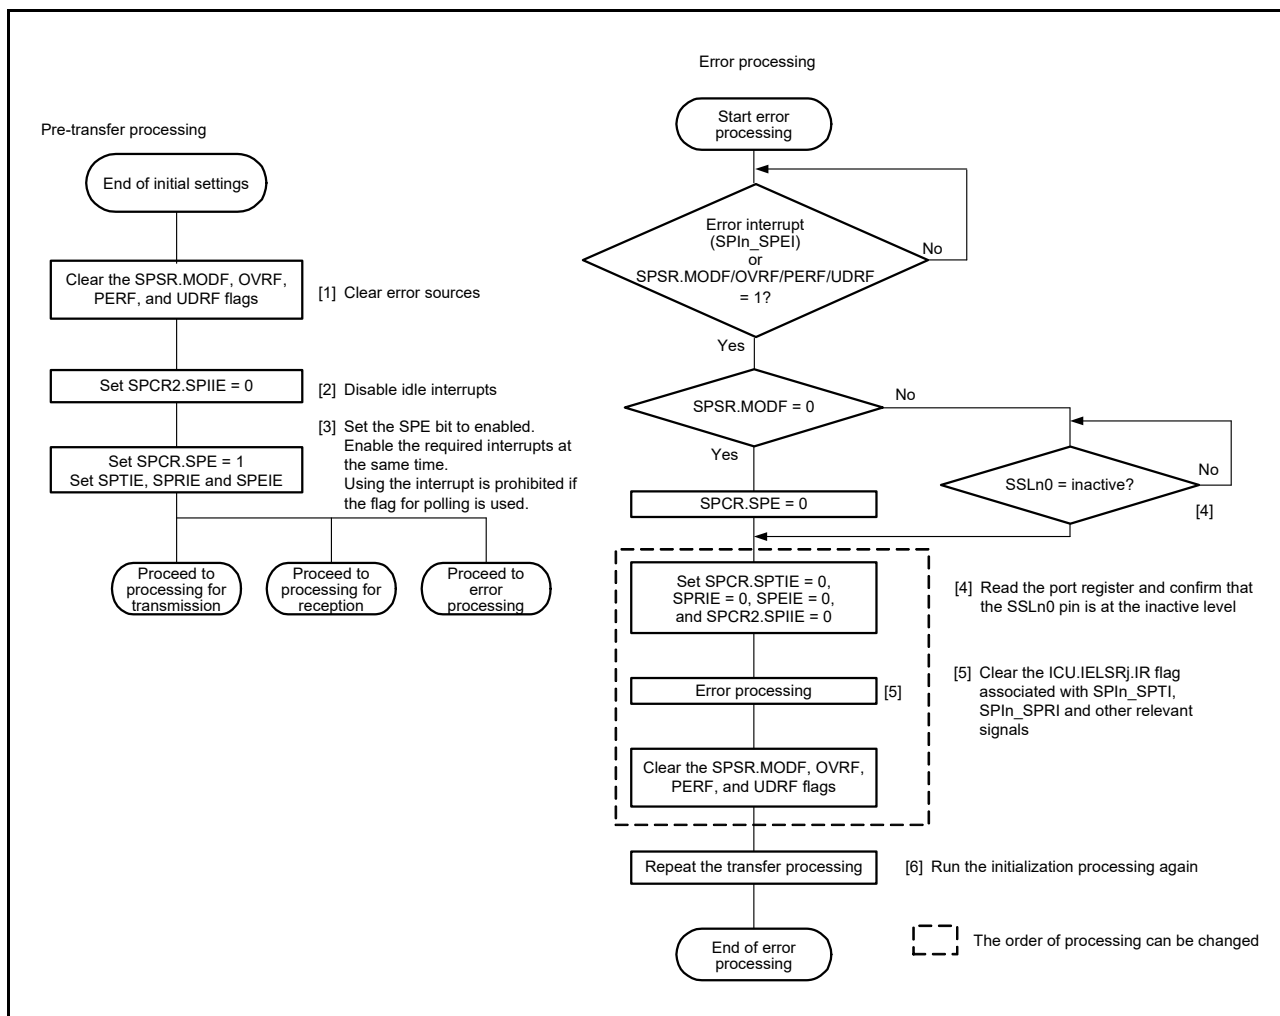 Pre-transfer processing
End of initial settings
Clear the SPSR.MODF, OVRF,
PERF, and UDRF flags
[1] Clear error sources
Set SPCR2.SPIIE = 0
[2] Disable idle interrupts
Set SPCR.SPE = 1
Set SPTIE, SPRIE and SPEIE
[3] Set the SPE bit to enabled.
Enable the required interrupts at
the same time.
Using the interrupt is prohibited if
the flag for polling is used.
Proceed to
processing for
transmission
Proceed to
processing for
reception
Proceed to
error
processing
Error processing
Start error
processing
Error interrupt
(SPIn_SPEI)
or
SPSR.MODF/OVRF/PERF/UDRF
= 1?
No
Yes
SPSR.MODF = 0
No
Yes
SSLn0 = inactive?
No
[4]
SPCR.SPE = 0
Set SPCR.SPTIE = 0,
SPRIE = 0, SPEIE = 0,
and SPCR2.SPIIE = 0
[4] Read the port register and confirm that
the SSLn0 pin is at the inactive level
Error processing
[5]
[5] Clear the ICU.IELSRj.IR flag
associated with SPIn_SPTI,
SPIn_SPRI and other relevant
signals
Clear the SPSR.MODF, OVRF,
PERF, and UDRF flags
Repeat the transfer processing
[6] Run the initialization processing again
End of error
processing
The order of processing can be changed